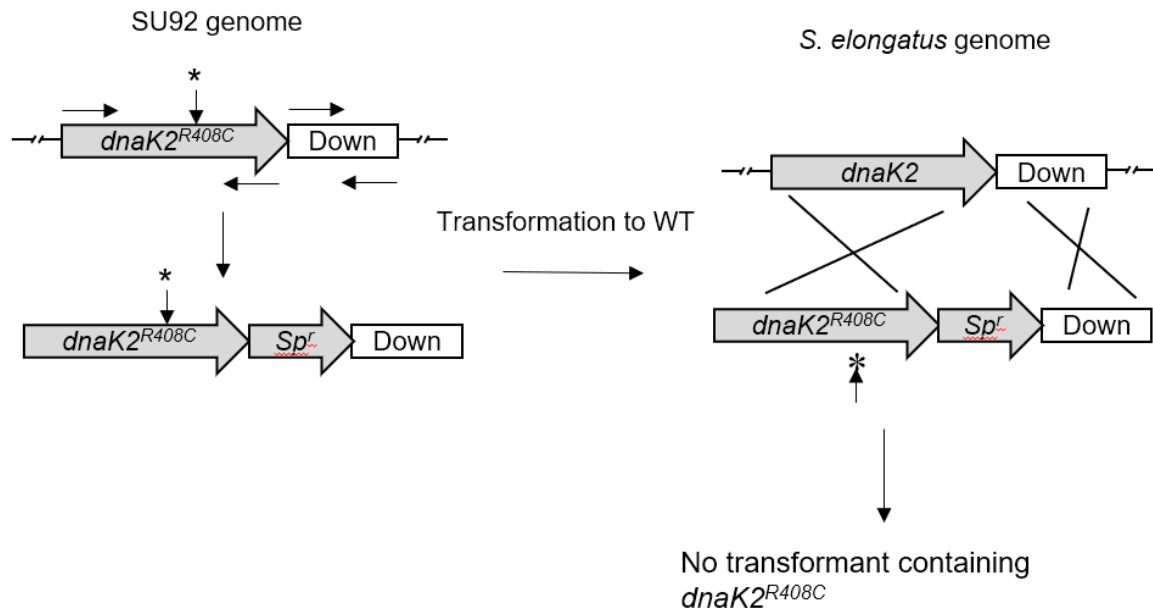 SU92 genome
*
dnaK2R408C
Down
*
dnaK2R408C
Spr
Down
Transformation to WT
S. elongatus genome
dnaK2
Down
dnaK2R408C
Spr
Down
*
No transformant containing
dnaK2R408C